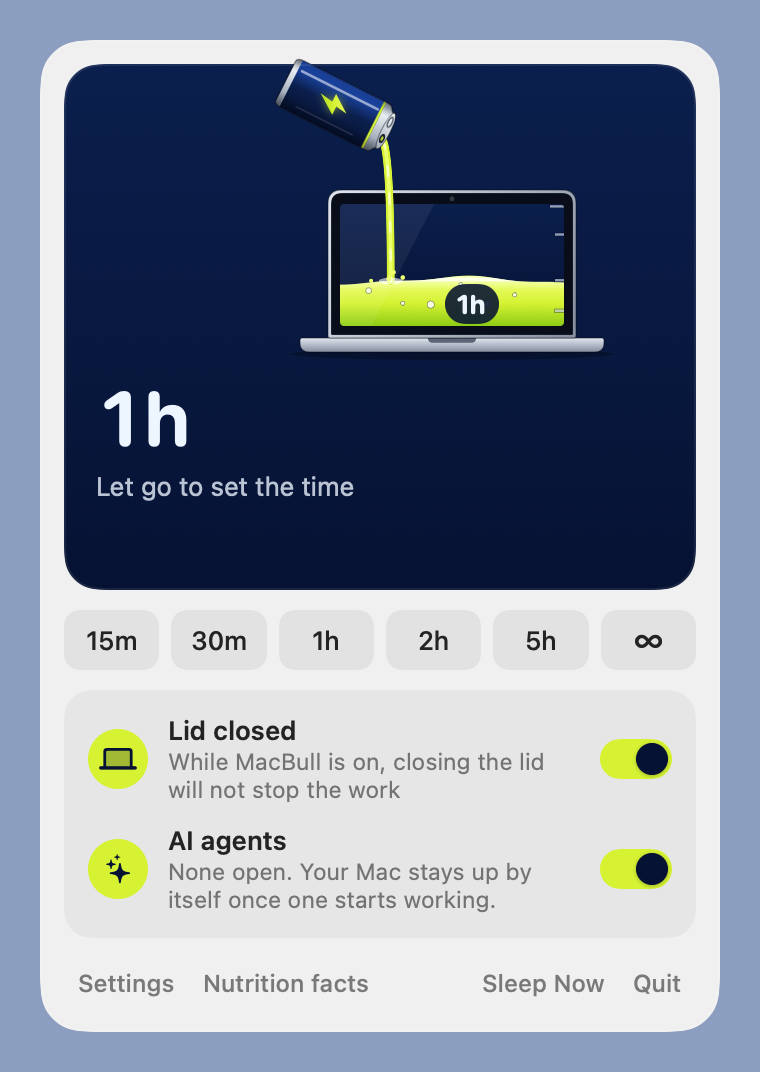 1h
1h
Let go to set the time
15m 30m 1h 2h 5h ∞
Lid closed
While MacBull is on, closing the lid
will not stop the work
AI agents
None open. Your Mac stays up by
itself once one starts working.
Settings Nutrition facts Sleep Now Quit